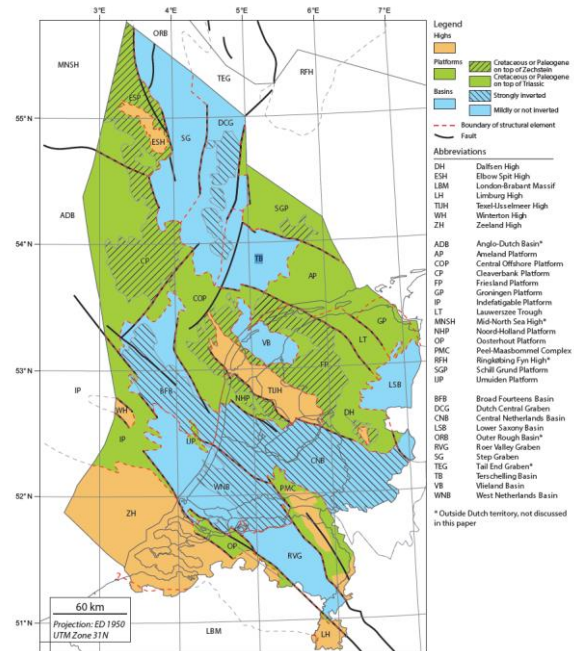 2°E 3°E 4°E 5°E 6°E 7°E
ORB
MNSH
TEG
RFH
ESP
55°N
ESH
SG
DCG
SGP
ADB
54°N
CP
TB
AP
COP
GP
LT
VB
FP
LSB
53°N
IP
BFB
TIJH
NHP
WH
DH
IP
IJP
CNB
WNB
52°N
PMC
ZH
OP
RVG
60 km
Projection: ED 1950
UTM Zone 31N
51°N
LBM
LH
Legend
Highs
Platforms
Cretaceous or Paleogene
on top of Zechstein
Cretaceous or Paleogene
on top of Triassic
Basins
Strongly inverted
Mildly or not inverted
Boundary of structural element
Fault
Abbreviations
DH Dalfsen High
ESH Elbow Spit High
LBM London-Brabant Massif
LH Limburg High
TIJH Texel-IJsselmeer High
WH Winterton High
ZH Zeeland High
ADB Anglo-Dutch Basin*
AP Ameland Platform
COP Central Offshore Platform
CP Cleaverbank Platform
FP Friesland Platform
GP Groningen Platform
IP Indefatigable Platform
LT Lauwerszee Trough
MNSH Mid-North Sea High*
NHP Noord-Holland Platform
OP Oosterhout Platform
PMC Peel-Maasbommel Complex
RFH Ringkøbing Fyn High*
SGP Schill Grund Platform
IJP IJmuiden Platform
BFB Broad Fourteens Basin
DCG Dutch Central Graben
CNB Central Netherlands Basin
LSB Lower Saxony Basin
ORB Outer Rough Basin*
RVG Roer Valley Graben
SG Step Graben
TEG Tail End Graben*
TB Terschelling Basin
VB Vlieland Basin
WNB West Netherlands Basin
* Outside Dutch territory, not discussed
in this paper